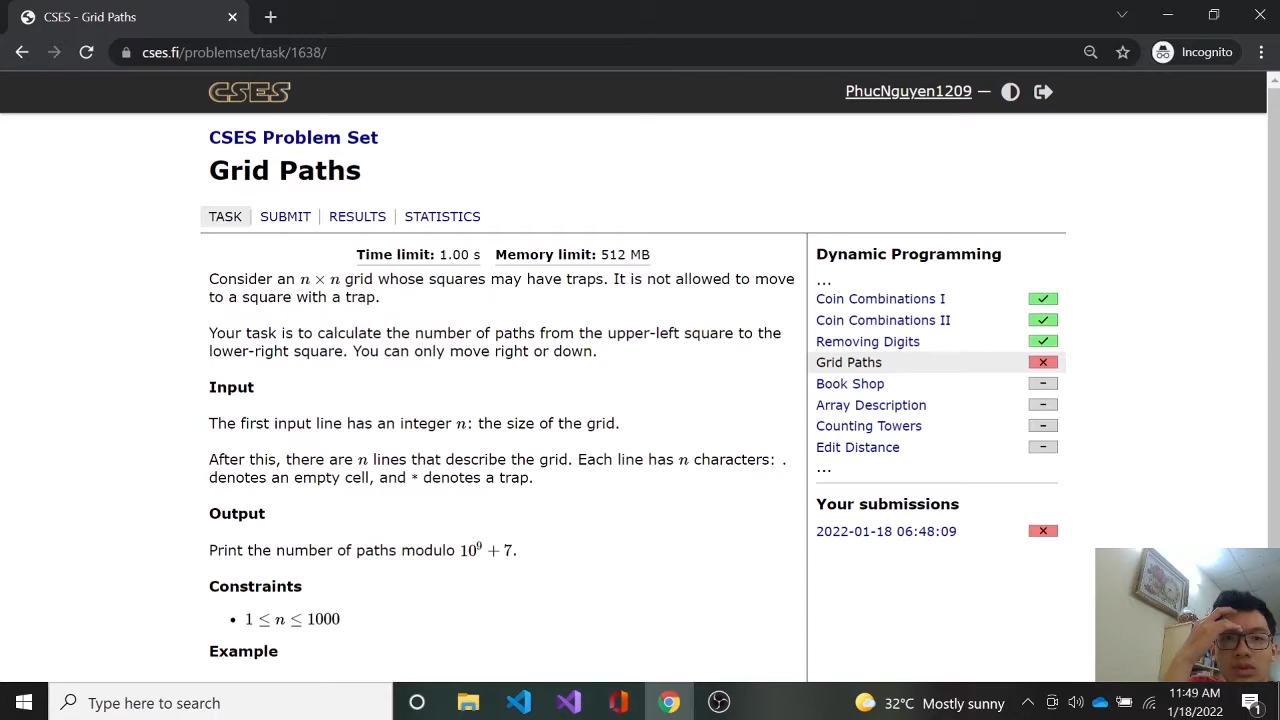 CSES - Grid Paths
cses.fi/problemset/task/1638/
Incognito
CSES
PhucNguyen1209 —
CSES Problem Set
Grid Paths
TASK
SUBMIT
RESULTS
STATISTICS
Time limit: 1.00 s Memory limit: 512 MB
Consider an n × n grid whose squares may have traps. It is not allowed to move
to a square with a trap.
Your task is to calculate the number of paths from the upper-left square to the
lower-right square. You can only move right or down.
Input
The first input line has an integer n: the size of the grid.
After this, there are n lines that describe the grid. Each line has n characters: .
denotes an empty cell, and * denotes a trap.
Output
Print the number of paths modulo 10⁹ + 7.
Constraints
• 1 ≤ n ≤ 1000
Example
Dynamic Programming
...
Coin Combinations I
Coin Combinations II
Removing Digits
Grid Paths
Book Shop
Array Description
Counting Towers
Edit Distance
...
Your submissions
2022-01-18 06:48:09
Type here to search
32°C Mostly sunny
11:49 AM
1/18/2022
1